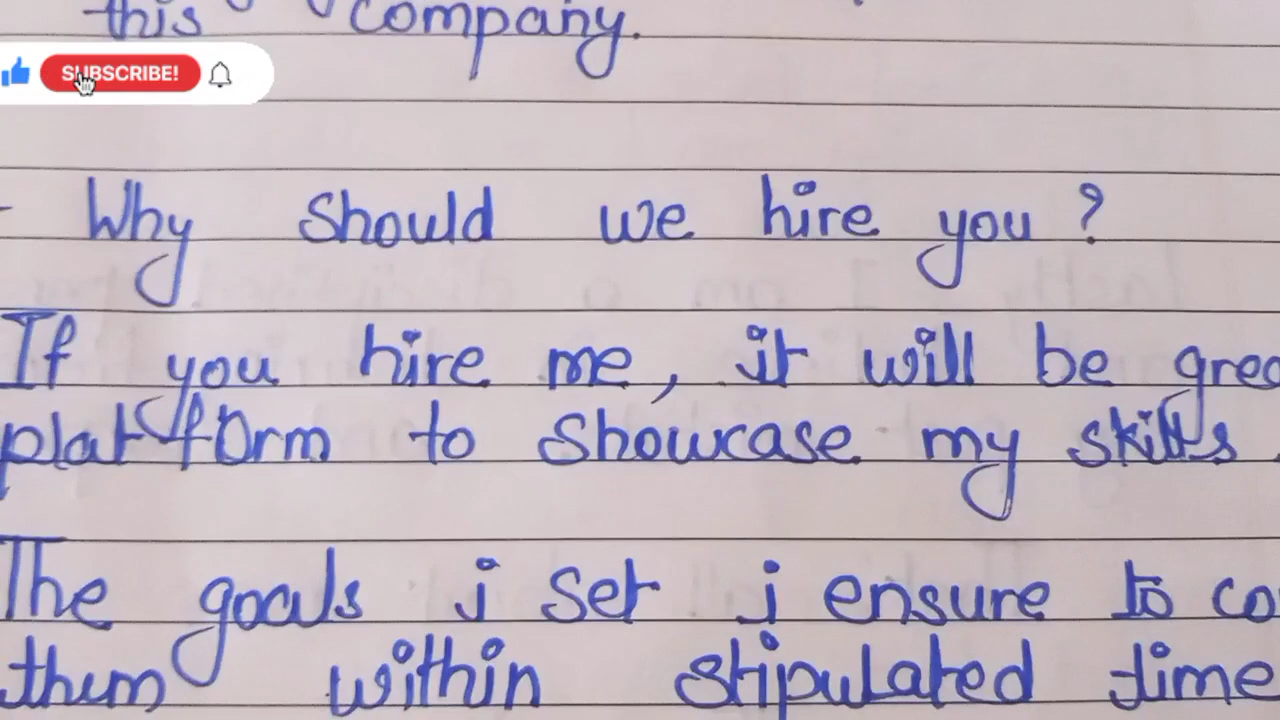 this company.
SUBSCRIBE!
Why should we hire you?
If you hire me, it will be
platform to showcase my skills.
The goals i set i ensure to
them within stipulated time